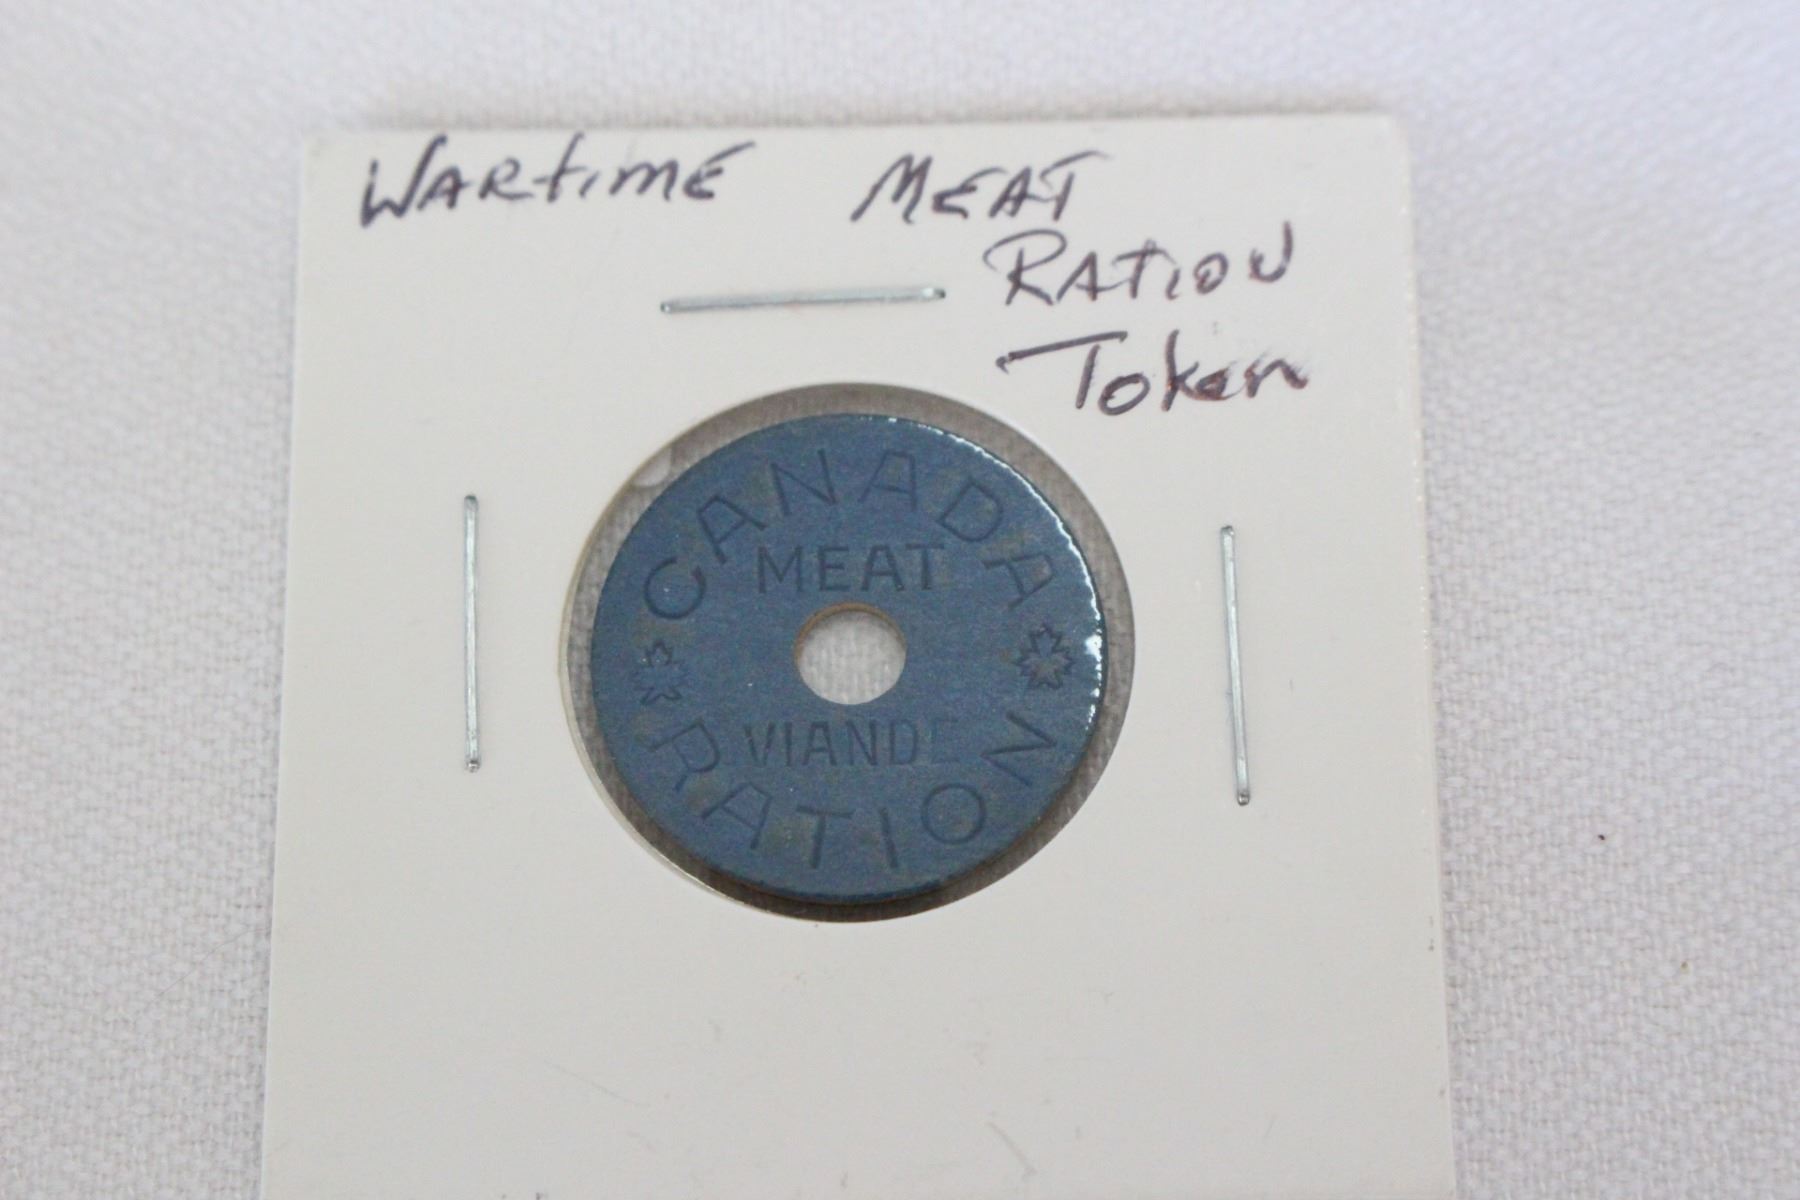 WARTIME MEAT
RATION
TOKEN
CANADA
MEAT
VIANDE
RATION